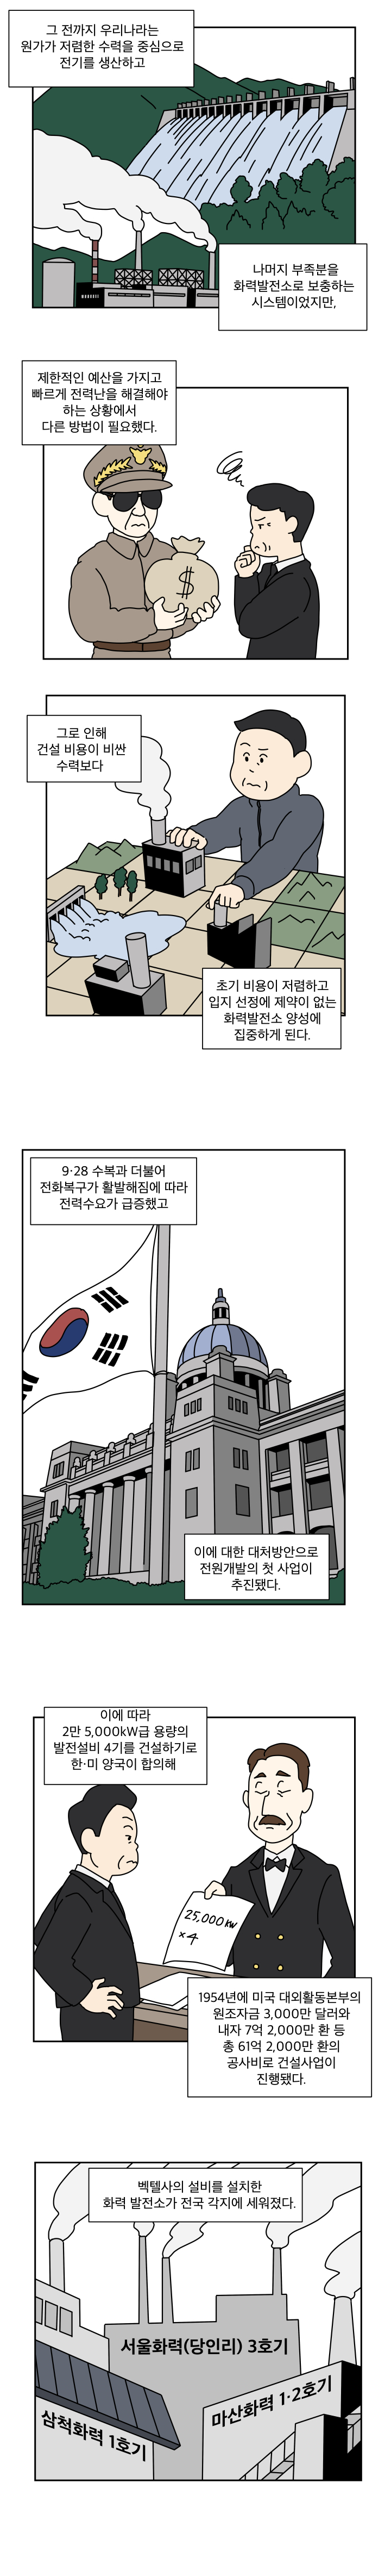 그 전까지 우리나라는
원가가 저렴한 수력을 중심으로
전기를 생산하고
나머지 부족분을
화력발전소로 보충하는
시스템이었지만,
제한적인 예산을 가지고
빠르게 전력난을 해결해야
하는 상황에서
다른 방법이 필요했다.
$
그로 인해
건설 비용이 비싼
수력보다
초기 비용이 저렴하고
입지 선정에 제약이 없는
화력발전소 양성에
집중하게 된다.
9·28 수복과 더불어
전화복구가 활발해짐에 따라
전력수요가 급증했고
이에 대한 대처방안으로
전원개발의 첫 사업이
추진됐다.
이에 따라
2만 5,000kW급 용량의
발전설비 4기를 건설하기로
한·미 양국이 합의해
25,000 kW
×4
1954년에 미국 대외활동본부의
원조자금 3,000만 달러와
내자 7억 2,000만 환 등
총 61억 2,000만 환의
공사비로 건설사업이
진행됐다.
벡텔사의 설비를 설치한
화력 발전소가 전국 각지에 세워졌다.
서울화력(당인리) 3호기
마산화력 1·2호기
삼척화력 1호기